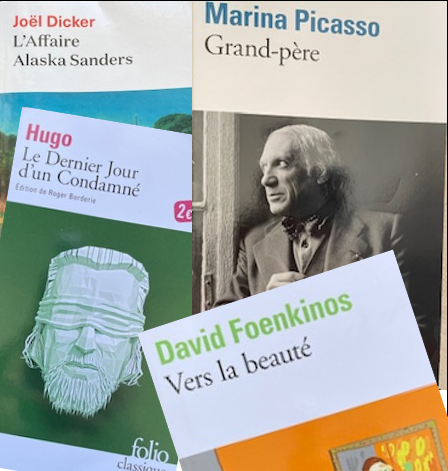 Joël Dicker
L'Affaire
Alaska Sanders
Marina Picasso
Grand-père
Hugo
Le Dernier Jour
d'un Condamné
Édition de Roger Borderie
2€
folio
classique
David Foenkinos
Vers la beauté